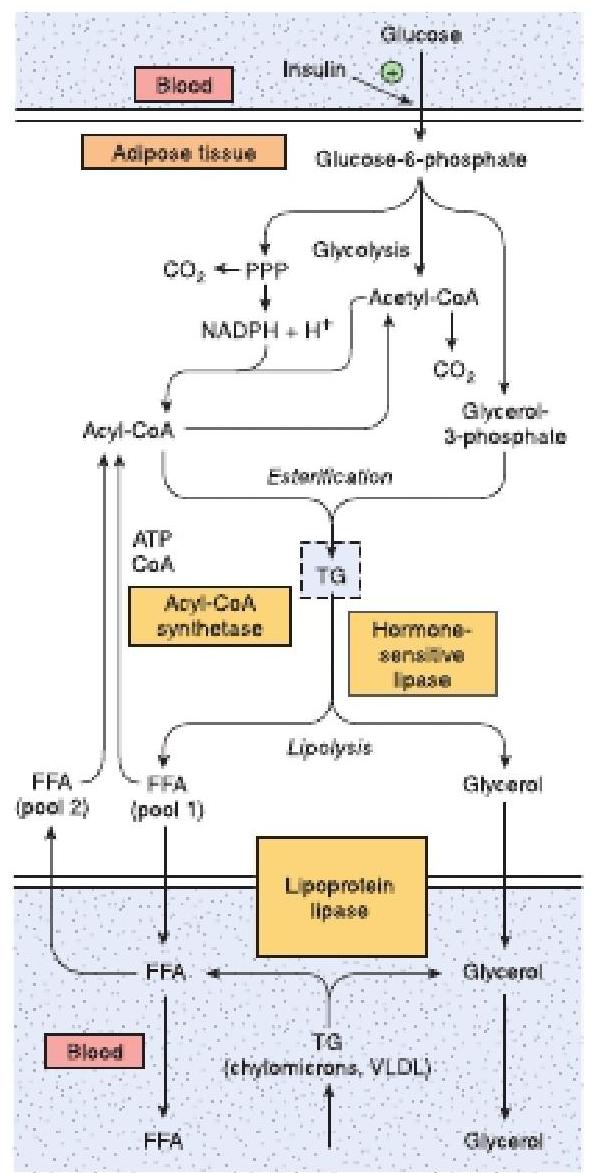 Glucose
Insulin
+
Blood
Adipose tissue
Glucose-6-phosphate
Glycolysis
CO2
PPP
Acetyl-CoA
NADPH + H+
CO2
Acyl-CoA
Glycerol-
3-phosphate
Esterification
ATP
CoA
TG
Acyl-CoA
synthetase
Hormone-
sensitive
lipase
Lipolysis
FFA
(pool 2)
FFA
(pool 1)
Glycerol
Lipoprotein
lipase
FFA
Glycerol
Blood
TG
(chylomicrons, VLDL)
FFA
Glycerol